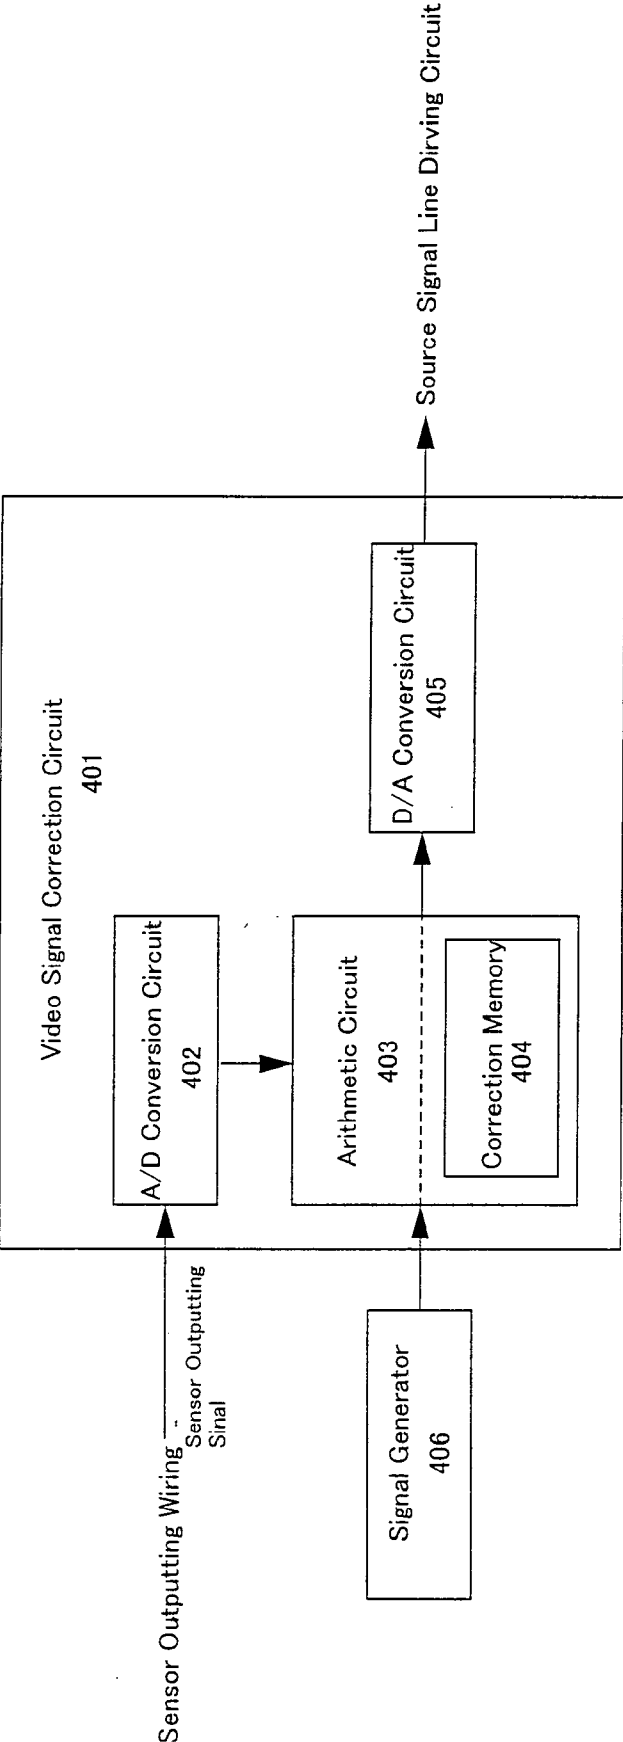 Video Signal Correction Circuit
401
Sensor Outputting Wiring
Sensor Outputting
Sinal
A/D Conversion Circuit
402
Arithmetic Circuit
403
Correction Memory
404
Signal Generator
406
D/A Conversion Circuit
405
Source Signal Line Dirving Circuit